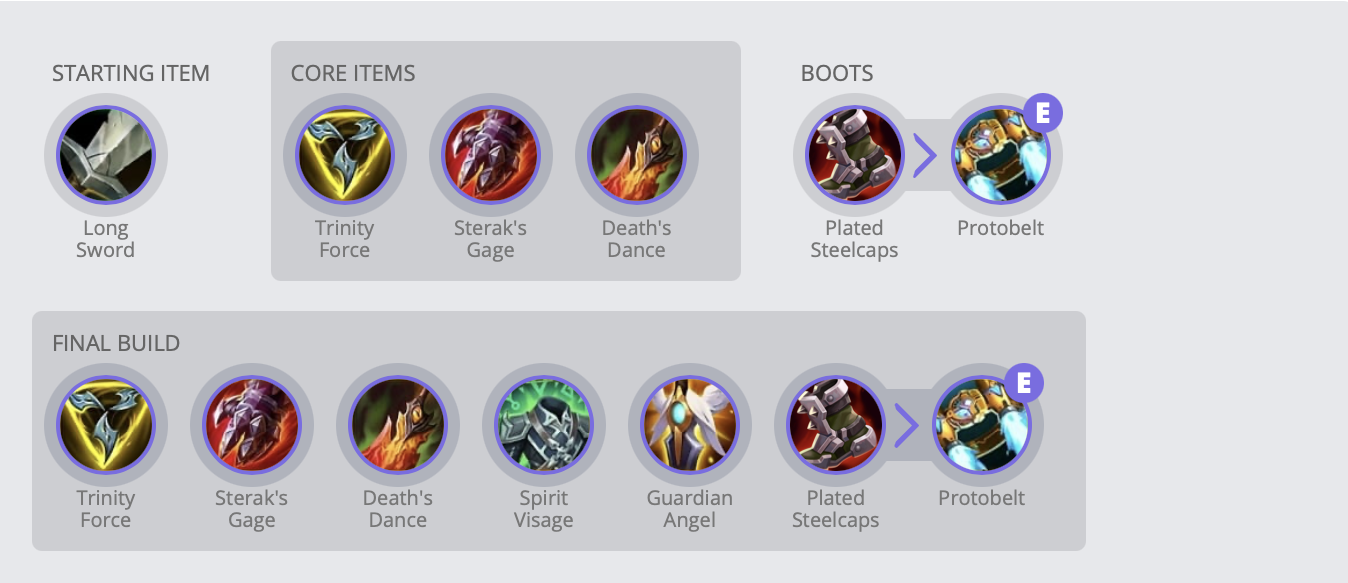 STARTING ITEM
Long
Sword
CORE ITEMS
Trinity
Force
Sterak's
Gage
Death's
Dance
BOOTS
Plated
Steelcaps
E
Protobelt
FINAL BUILD
Trinity
Force
Sterak's
Gage
Death's
Dance
Spirit
Visage
Guardian
Angel
Plated
Steelcaps
E
Protobelt